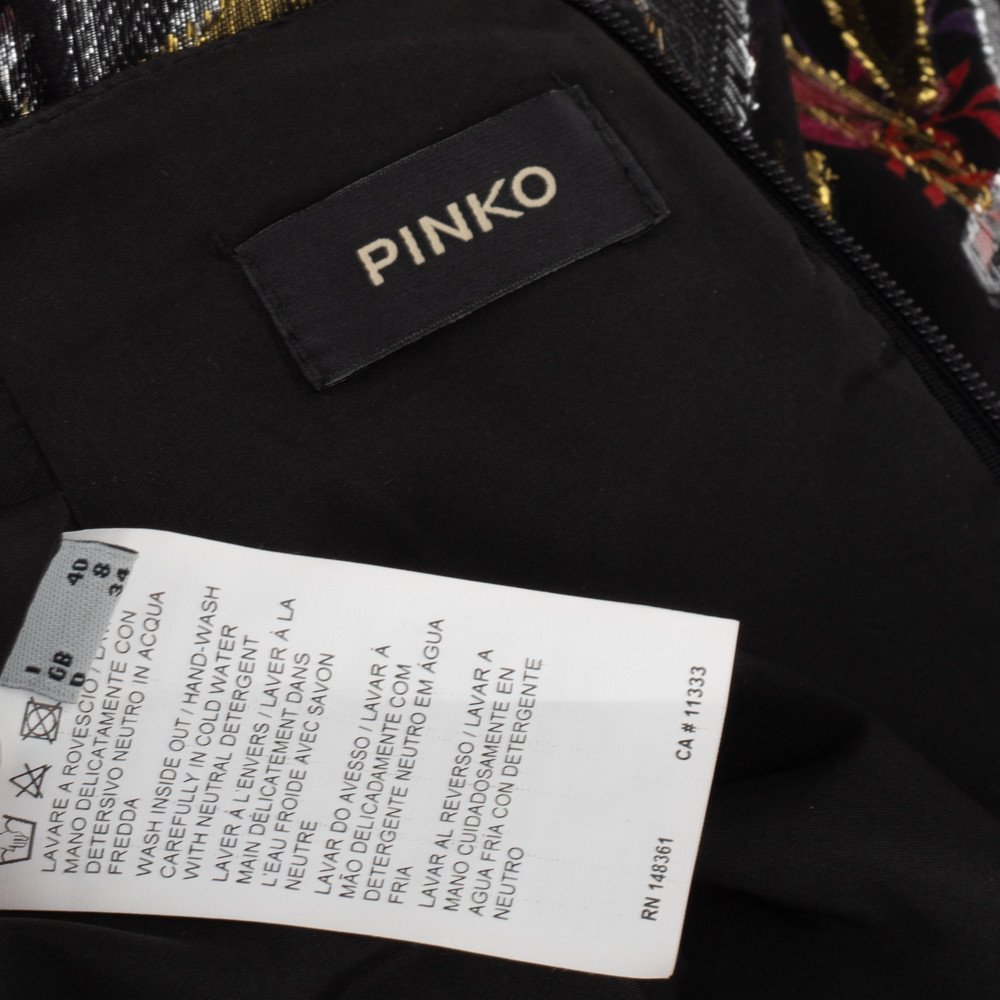 PINKO
I 40
GB 8
D 34
LAVARE A ROVESCIO /
MANO DELICATAMENTE CON
DETERSIVO NEUTRO IN ACQUA
FREDDA
WASH INSIDE OUT / HAND-WASH
CAREFULLY IN COLD WATER
WITH NEUTRAL DETERGENT
LAVER À L'ENVERS / LAVER À LA
MAIN DÉLICATEMENT DANS
L'EAU FROIDE AVEC SAVON
NEUTRE
LAVAR DO AVESSO / LAVAR À
MÃO DELICADAMENTE COM
DETERGENTE NEUTRO EM ÁGUA
FRIA
LAVAR AL REVERSO / LAVAR A
MANO CUIDADOSAMENTE EN
AGUA FRÍA CON DETERGENTE
NEUTRO
RN 148361
CA # 11333